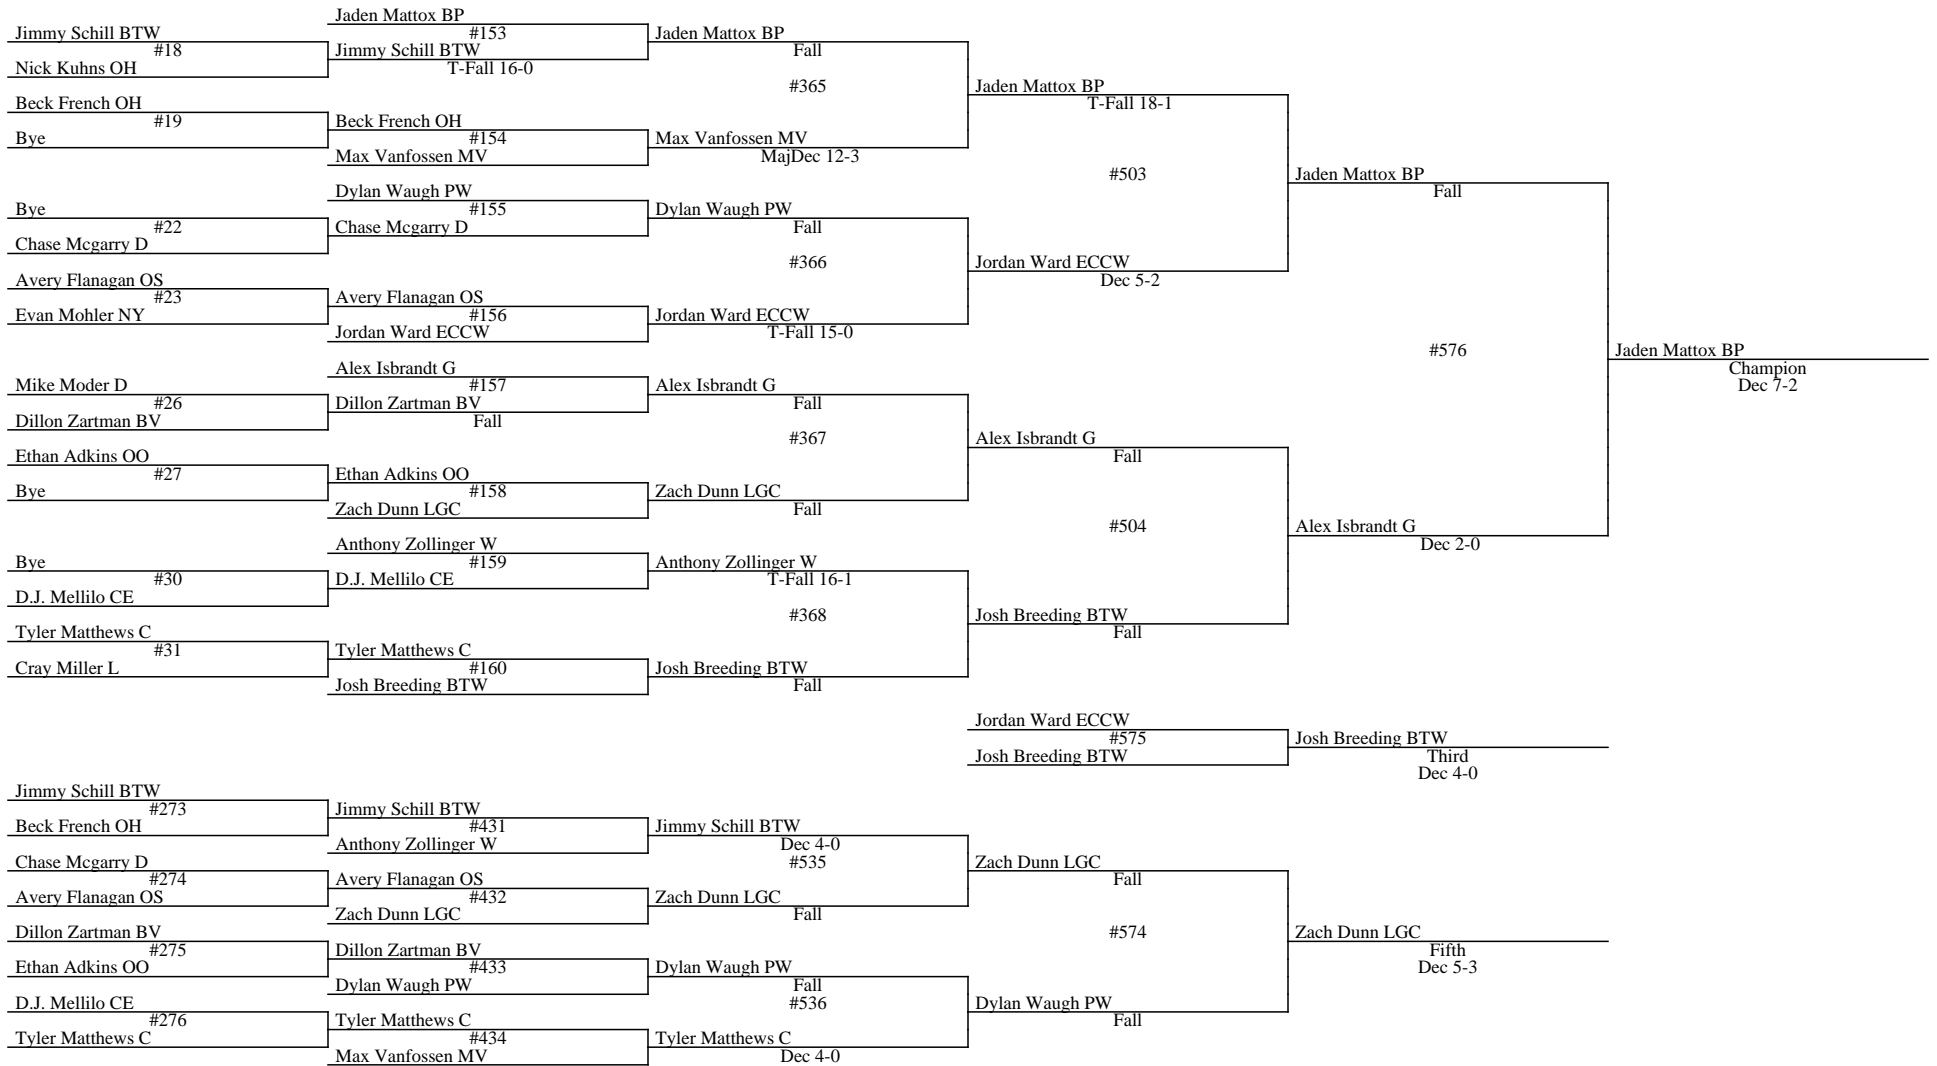 Jaden Mattox BP
Jimmy Schill BTW
#153
Jaden Mattox BP
#18
Jimmy Schill BTW
Fall
Nick Kuhns OH
T-Fall 16-0
#365
Jaden Mattox BP
Beck French OH
T-Fall 18-1
#19
Beck French OH
Bye
#154
Max Vanfossen MV
Max Vanfossen MV
MajDec 12-3
#503
Jaden Mattox BP
Dylan Waugh PW
Fall
Bye
#155
Dylan Waugh PW
#22
Chase Mcgarry D
Fall
Chase Mcgarry D
#366
Jordan Ward ECCW
Avery Flanagan OS
Dec 5-2
#23
Avery Flanagan OS
Evan Mohler NY
#156
Jordan Ward ECCW
Jordan Ward ECCW
T-Fall 15-0
#576
Jaden Mattox BP
Alex Isbrandt G
Champion
Mike Moder D
#157
Alex Isbrandt G
Dec 7-2
#26
Dillon Zartman BV
Fall
Dillon Zartman BV
Fall
#367
Alex Isbrandt G
Ethan Adkins OO
Fall
#27
Ethan Adkins OO
Bye
#158
Zach Dunn LGC
Zach Dunn LGC
Fall
#504
Alex Isbrandt G
Anthony Zollinger W
Dec 2-0
Bye
#159
Anthony Zollinger W
#30
D.J. Mellilo CE
T-Fall 16-1
D.J. Mellilo CE
#368
Josh Breeding BTW
Tyler Matthews C
Fall
#31
Tyler Matthews C
Cray Miller L
#160
Josh Breeding BTW
Josh Breeding BTW
Fall
Jordan Ward ECCW
#575
Josh Breeding BTW
Josh Breeding BTW
Third
Dec 4-0
Jimmy Schill BTW
#273
Jimmy Schill BTW
Beck French OH
#431
Jimmy Schill BTW
Anthony Zollinger W
Dec 4-0
Chase Mcgarry D
#535
Zach Dunn LGC
#274
Avery Flanagan OS
Fall
Avery Flanagan OS
#432
Zach Dunn LGC
Zach Dunn LGC
Fall
Dillon Zartman BV
#574
Zach Dunn LGC
#275
Dillon Zartman BV
Fifth
Ethan Adkins OO
#433
Dylan Waugh PW
Dec 5-3
Dylan Waugh PW
Fall
D.J. Mellilo CE
#536
Dylan Waugh PW
#276
Tyler Matthews C
Fall
Tyler Matthews C
#434
Tyler Matthews C
Max Vanfossen MV
Dec 4-0